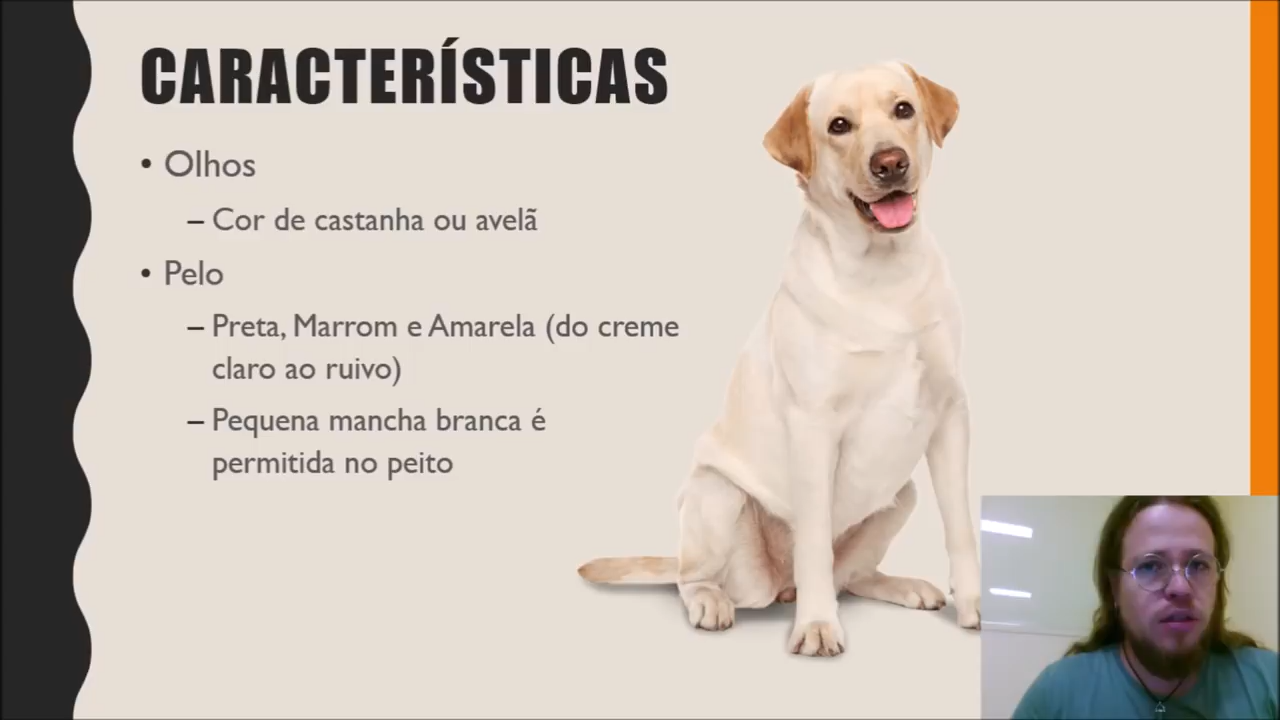 CARACTERÍSTICAS
• Olhos
– Cor de castanha ou avelã
• Pelo
– Preta, Marrom e Amarela (do creme
claro ao ruivo)
– Pequena mancha branca é
permitida no peito